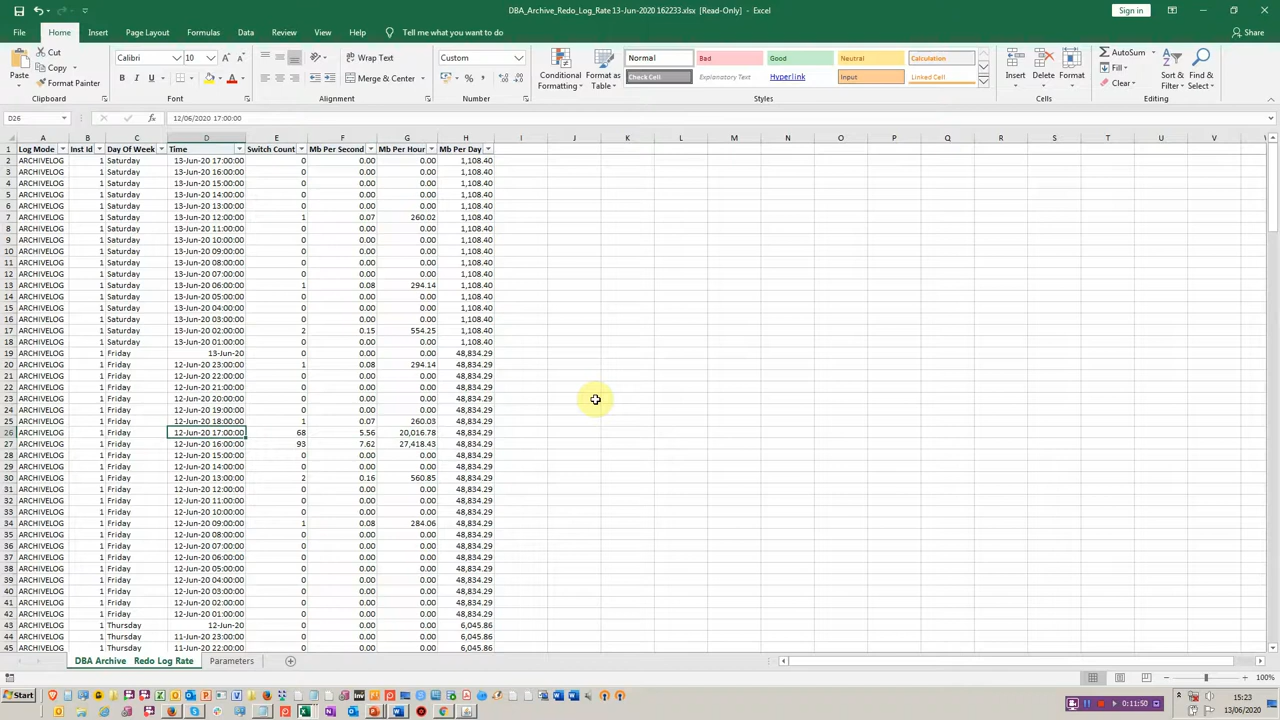 DBA_Archive_Redo_Log_Rate 13-Jun-2020 162233.xlsx [Read-Only] - Excel
Sign in
File Home Insert Page Layout Formulas Data Review View Help Tell me what you want to do Share
Cut Copy Format Painter Paste Clipboard
Calibri 10 B I U Font
Wrap Text Merge & Center Alignment
Custom % Number
Conditional Formatting Format as Table
Normal Bad Good Neutral Calculation
Check Cell Explanatory Text Hyperlink Input Linked Cell
Styles
Insert Delete Format Cells
AutoSum Fill Clear Sort & Filter Find & Select Editing
D26 fx 12/06/2020 17:00:00
A B C D E F G H I J K L M N O P Q R S T U V
1 Log Mode Inst Id Day Of Week Time Switch Count Mb Per Second Mb Per Hour Mb Per Day
2 ARCHIVELOG 1 Saturday 13-Jun-20 17:00:00 0 0.00 0.00 1,108.40
3 ARCHIVELOG 1 Saturday 13-Jun-20 16:00:00 0 0.00 0.00 1,108.40
4 ARCHIVELOG 1 Saturday 13-Jun-20 15:00:00 0 0.00 0.00 1,108.40
5 ARCHIVELOG 1 Saturday 13-Jun-20 14:00:00 0 0.00 0.00 1,108.40
6 ARCHIVELOG 1 Saturday 13-Jun-20 13:00:00 0 0.00 0.00 1,108.40
7 ARCHIVELOG 1 Saturday 13-Jun-20 12:00:00 1 0.07 260.02 1,108.40
8 ARCHIVELOG 1 Saturday 13-Jun-20 11:00:00 0 0.00 0.00 1,108.40
9 ARCHIVELOG 1 Saturday 13-Jun-20 10:00:00 0 0.00 0.00 1,108.40
10 ARCHIVELOG 1 Saturday 13-Jun-20 09:00:00 0 0.00 0.00 1,108.40
11 ARCHIVELOG 1 Saturday 13-Jun-20 08:00:00 0 0.00 0.00 1,108.40
12 ARCHIVELOG 1 Saturday 13-Jun-20 07:00:00 0 0.00 0.00 1,108.40
13 ARCHIVELOG 1 Saturday 13-Jun-20 06:00:00 1 0.08 294.14 1,108.40
14 ARCHIVELOG 1 Saturday 13-Jun-20 05:00:00 0 0.00 0.00 1,108.40
15 ARCHIVELOG 1 Saturday 13-Jun-20 04:00:00 0 0.00 0.00 1,108.40
16 ARCHIVELOG 1 Saturday 13-Jun-20 03:00:00 0 0.00 0.00 1,108.40
17 ARCHIVELOG 1 Saturday 13-Jun-20 02:00:00 2 0.15 554.25 1,108.40
18 ARCHIVELOG 1 Saturday 13-Jun-20 01:00:00 0 0.00 0.00 1,108.40
19 ARCHIVELOG 1 Friday 13-Jun-20 0 0.00 0.00 48,834.29
20 ARCHIVELOG 1 Friday 12-Jun-20 23:00:00 1 0.08 294.14 48,834.29
21 ARCHIVELOG 1 Friday 12-Jun-20 22:00:00 0 0.00 0.00 48,834.29
22 ARCHIVELOG 1 Friday 12-Jun-20 21:00:00 0 0.00 0.00 48,834.29
23 ARCHIVELOG 1 Friday 12-Jun-20 20:00:00 0 0.00 0.00 48,834.29
24 ARCHIVELOG 1 Friday 12-Jun-20 19:00:00 0 0.00 0.00 48,834.29
25 ARCHIVELOG 1 Friday 12-Jun-20 18:00:00 1 0.07 260.03 48,834.29
26 ARCHIVELOG 1 Friday 12-Jun-20 17:00:00 68 5.56 20,016.78 48,834.29
27 ARCHIVELOG 1 Friday 12-Jun-20 16:00:00 93 7.62 27,418.43 48,834.29
28 ARCHIVELOG 1 Friday 12-Jun-20 15:00:00 0 0.00 0.00 48,834.29
29 ARCHIVELOG 1 Friday 12-Jun-20 14:00:00 0 0.00 0.00 48,834.29
30 ARCHIVELOG 1 Friday 12-Jun-20 13:00:00 2 0.16 560.85 48,834.29
31 ARCHIVELOG 1 Friday 12-Jun-20 12:00:00 0 0.00 0.00 48,834.29
32 ARCHIVELOG 1 Friday 12-Jun-20 11:00:00 0 0.00 0.00 48,834.29
33 ARCHIVELOG 1 Friday 12-Jun-20 10:00:00 0 0.00 0.00 48,834.29
34 ARCHIVELOG 1 Friday 12-Jun-20 09:00:00 1 0.08 284.06 48,834.29
35 ARCHIVELOG 1 Friday 12-Jun-20 08:00:00 0 0.00 0.00 48,834.29
36 ARCHIVELOG 1 Friday 12-Jun-20 07:00:00 0 0.00 0.00 48,834.29
37 ARCHIVELOG 1 Friday 12-Jun-20 06:00:00 0 0.00 0.00 48,834.29
38 ARCHIVELOG 1 Friday 12-Jun-20 05:00:00 0 0.00 0.00 48,834.29
39 ARCHIVELOG 1 Friday 12-Jun-20 04:00:00 0 0.00 0.00 48,834.29
40 ARCHIVELOG 1 Friday 12-Jun-20 03:00:00 0 0.00 0.00 48,834.29
41 ARCHIVELOG 1 Friday 12-Jun-20 02:00:00 0 0.00 0.00 48,834.29
42 ARCHIVELOG 1 Friday 12-Jun-20 01:00:00 0 0.00 0.00 48,834.29
43 ARCHIVELOG 1 Thursday 12-Jun-20 0 0.00 0.00 6,045.86
44 ARCHIVELOG 1 Thursday 11-Jun-20 23:00:00 0 0.00 0.00 6,045.86
45 ARCHIVELOG 1 Thursday 11-Jun-20 22:00:00 0 0.00 0.00 6,045.86
DBA Archive Redo Log Rate Parameters
100%
Start
15:23
0:11:50 13/06/2020